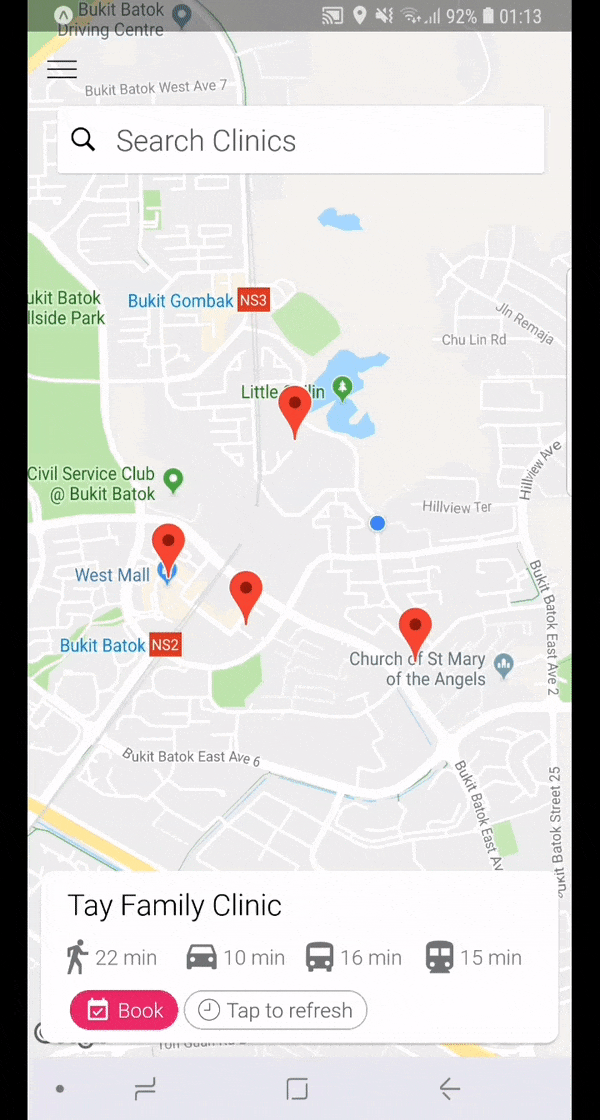 Bukit Batok
Driving Centre
92%
01:13
Bukit Batok West Ave 7
Search Clinics
ukit Batok
llside Park
Bukit Gombak NS3
Jln Remaja
Chu Lin Rd
Little
ilin
Civil Service Club
@ Bukit Batok
Hillview Ave
Hillview Ter
West Mall
Bukit Batok East Ave 2
Bukit Batok NS2
Church of St Mary
of the Angels
Bukit Batok East Ave 6
Bukit Batok East Av
ukit Batok Street 25
Tay Family Clinic
22 min
10 min
16 min
15 min
Book
Tap to refresh